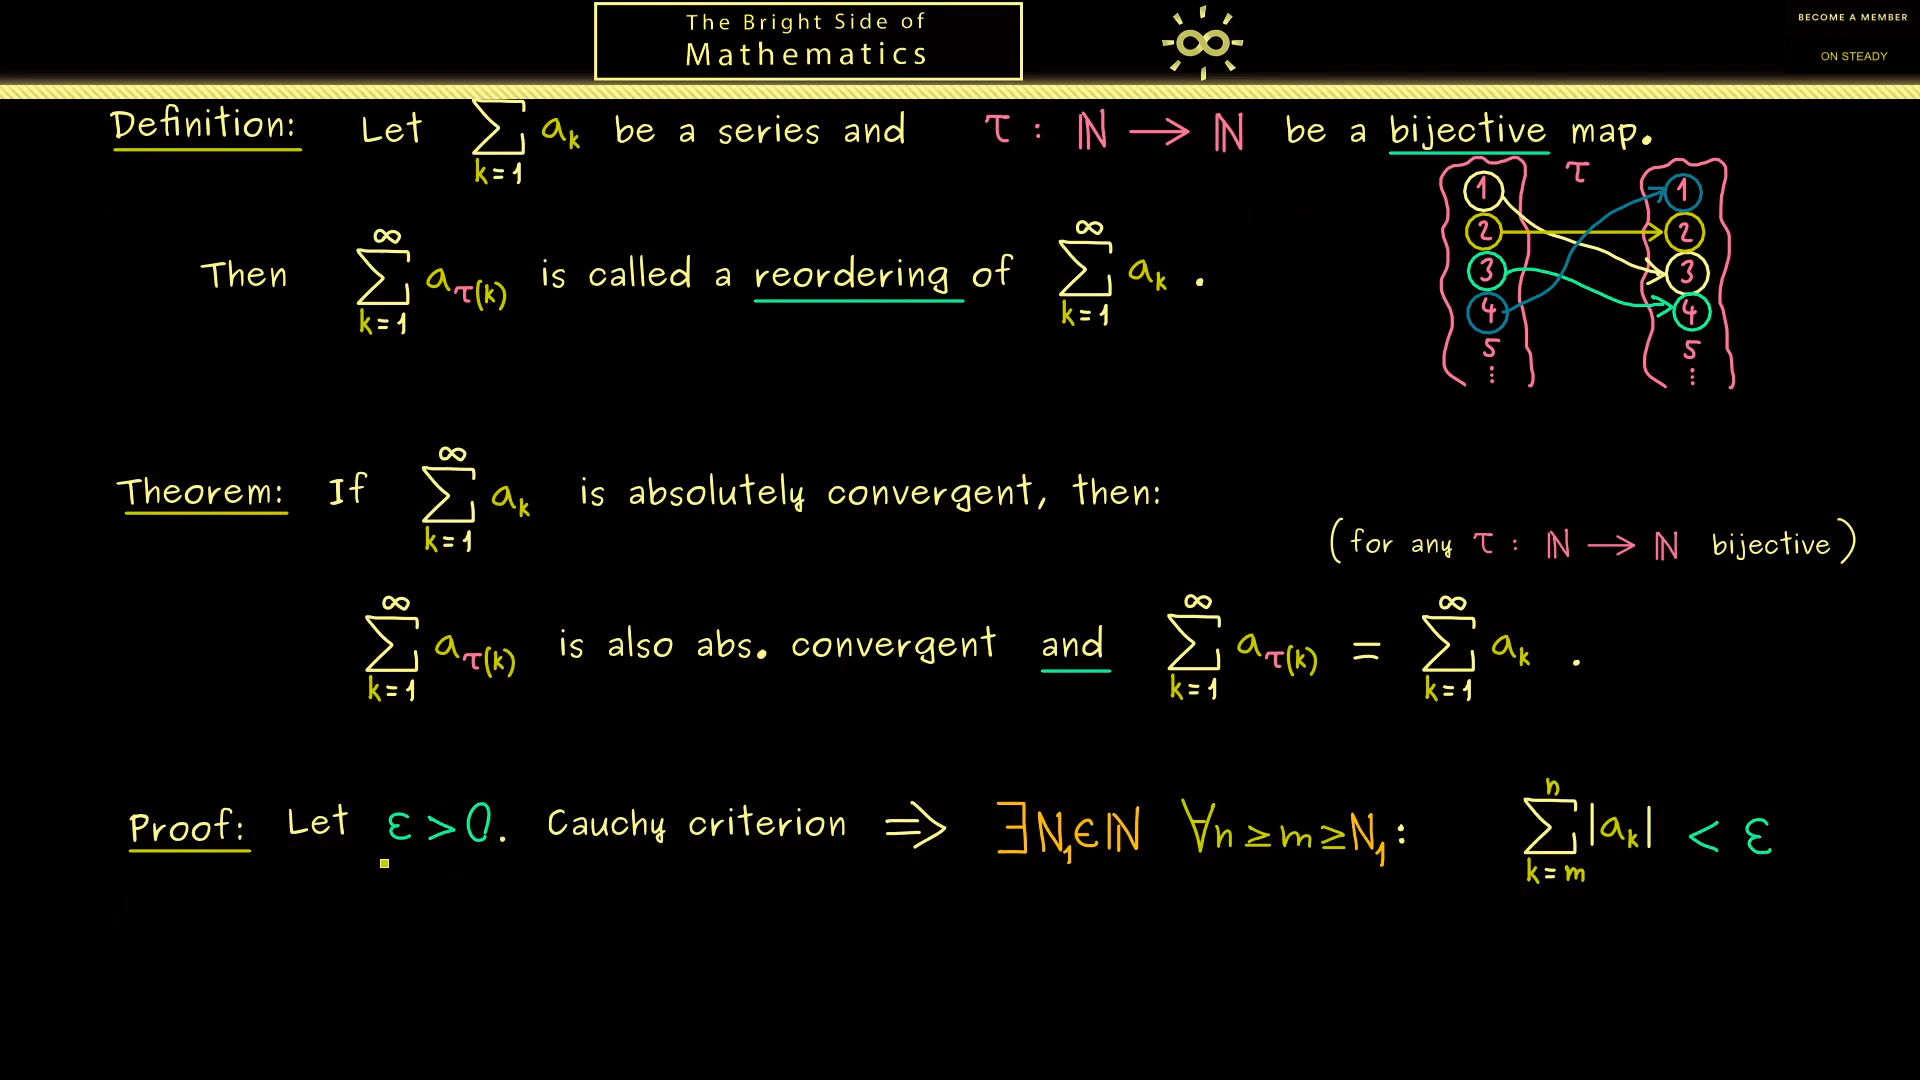 The Bright Side of
Mathematics
BECOME A MEMBER
ON STEADY
Definition: Let ∑_{k=1} a_k be a series and τ : ℕ → ℕ be a bijective map.
τ
1 1
2 2
3 3
4 4
5 5
⋮ ⋮
Then ∑_{k=1}^{∞} a_{τ(k)} is called a reordering of ∑_{k=1}^{∞} a_k .
Theorem: If ∑_{k=1}^{∞} a_k is absolutely convergent, then:
(for any τ : ℕ → ℕ bijective)
∑_{k=1}^{∞} a_{τ(k)} is also abs. convergent and ∑_{k=1}^{∞} a_{τ(k)} = ∑_{k=1}^{∞} a_k .
Proof: Let ε > 0. Cauchy criterion ⇒ ∃N₁∈ℕ ∀n ≥ m ≥ N₁ : ∑_{k=m}^{n} |a_k| < ε